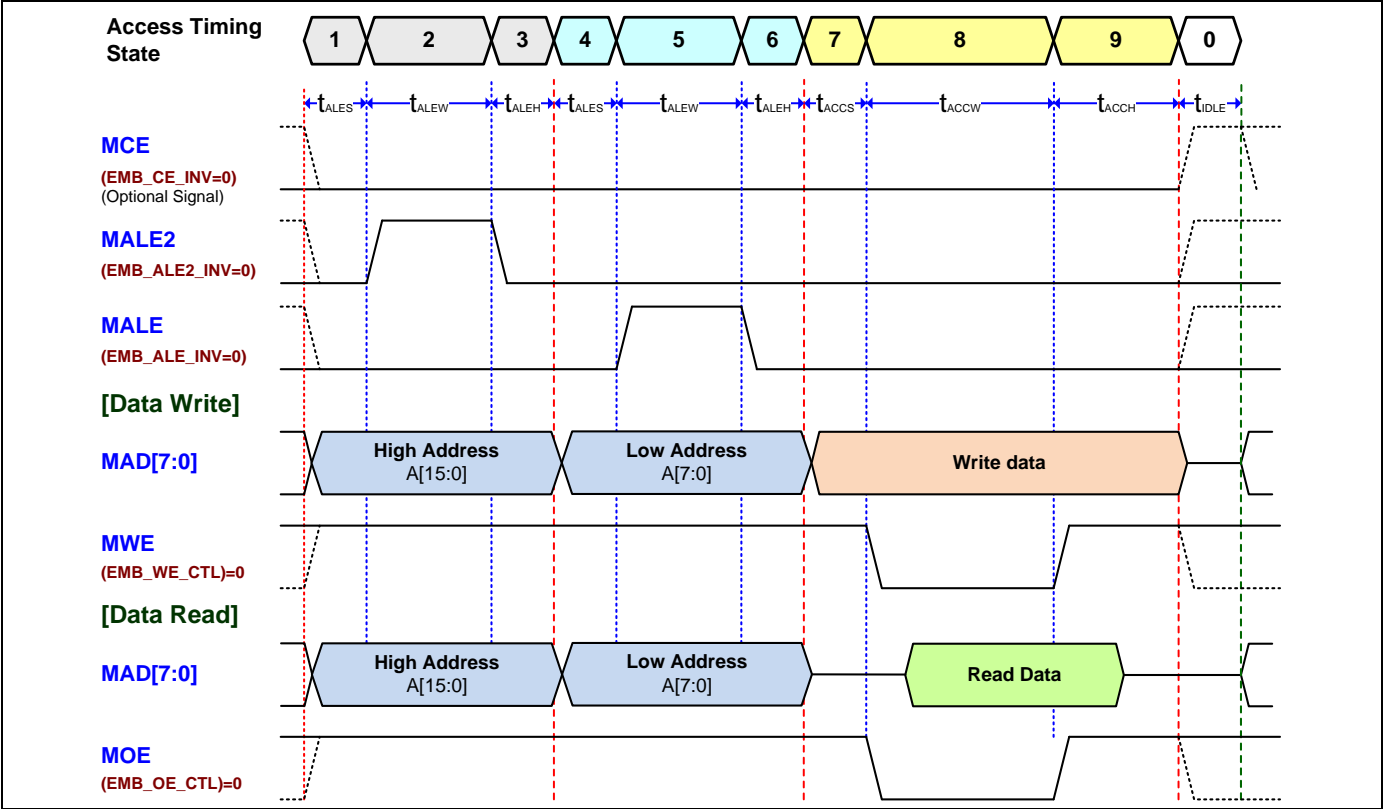 Access Timing
State
1 2 3 4 5 6 7 8 9 0
tALES tALEW tALEH tALES tALEW tALEH tACCS tACCW tACCH tIDLE
MCE
(EMB_CE_INV=0)
(Optional Signal)
MALE2
(EMB_ALE2_INV=0)
MALE
(EMB_ALE_INV=0)
[Data Write]
MAD[7:0]
High Address
A[15:0]
Low Address
A[7:0]
Write data
MWE
(EMB_WE_CTL)=0
[Data Read]
MAD[7:0]
High Address
A[15:0]
Low Address
A[7:0]
Read Data
MOE
(EMB_OE_CTL)=0